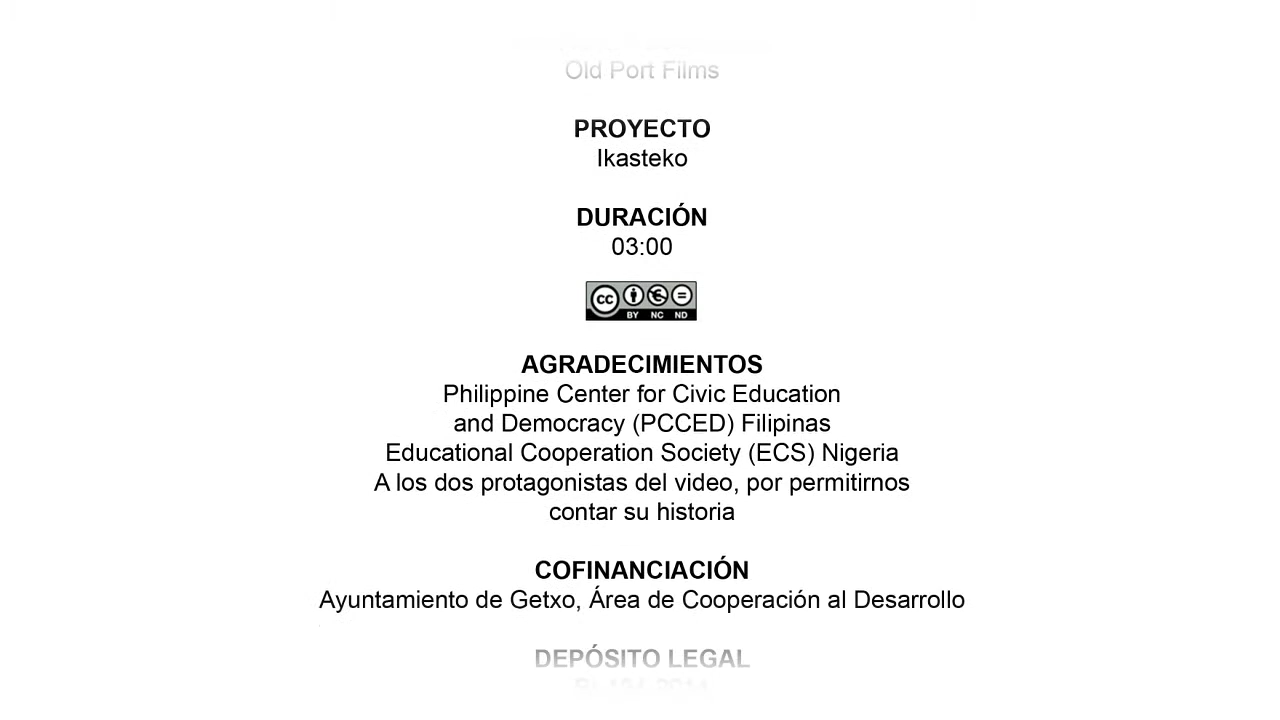 Old Port Films
PROYECTO
Ikasteko
DURACIÓN
03:00
cc
BY NC ND
AGRADECIMIENTOS
Philippine Center for Civic Education
and Democracy (PCCED) Filipinas
Educational Cooperation Society (ECS) Nigeria
A los dos protagonistas del video, por permitirnos
contar su historia
COFINANCIACIÓN
Ayuntamiento de Getxo, Área de Cooperación al Desarrollo
DEPÓSITO LEGAL